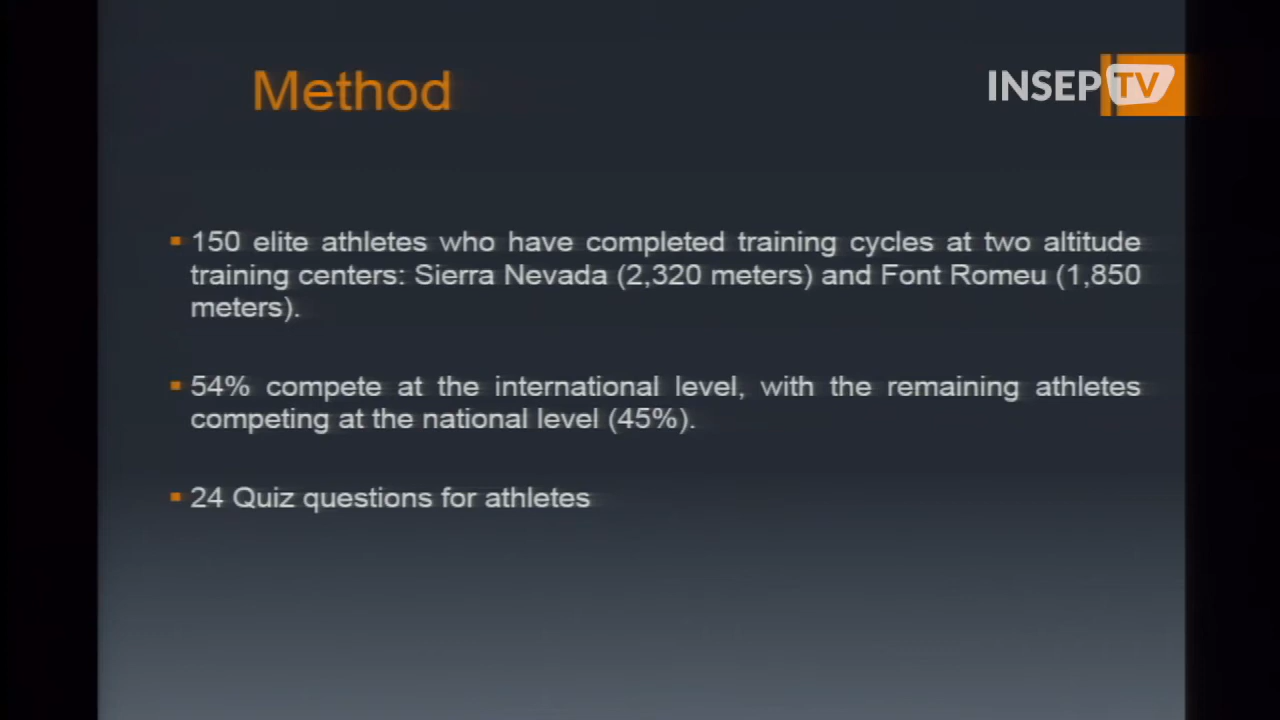 Method
INSEP TV
150 elite athletes who have completed training cycles at two altitude
training centers: Sierra Nevada (2,320 meters) and Font Romeu (1,850
meters).
54% compete at the international level, with the remaining athletes
competing at the national level (45%).
24 Quiz questions for athletes